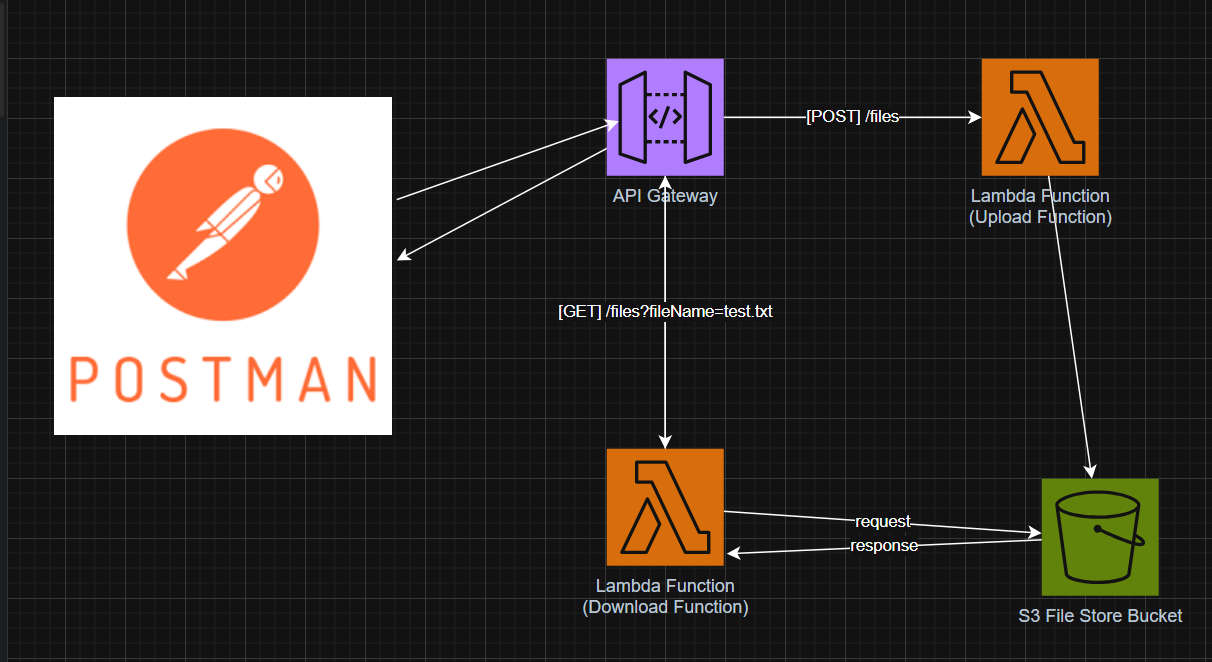 POSTMAN
</>
API Gateway
[POST] /files
Lambda Function
(Upload Function)
[GET] /files?fileName=test.txt
Lambda Function
(Download Function)
request
response
S3 File Store Bucket